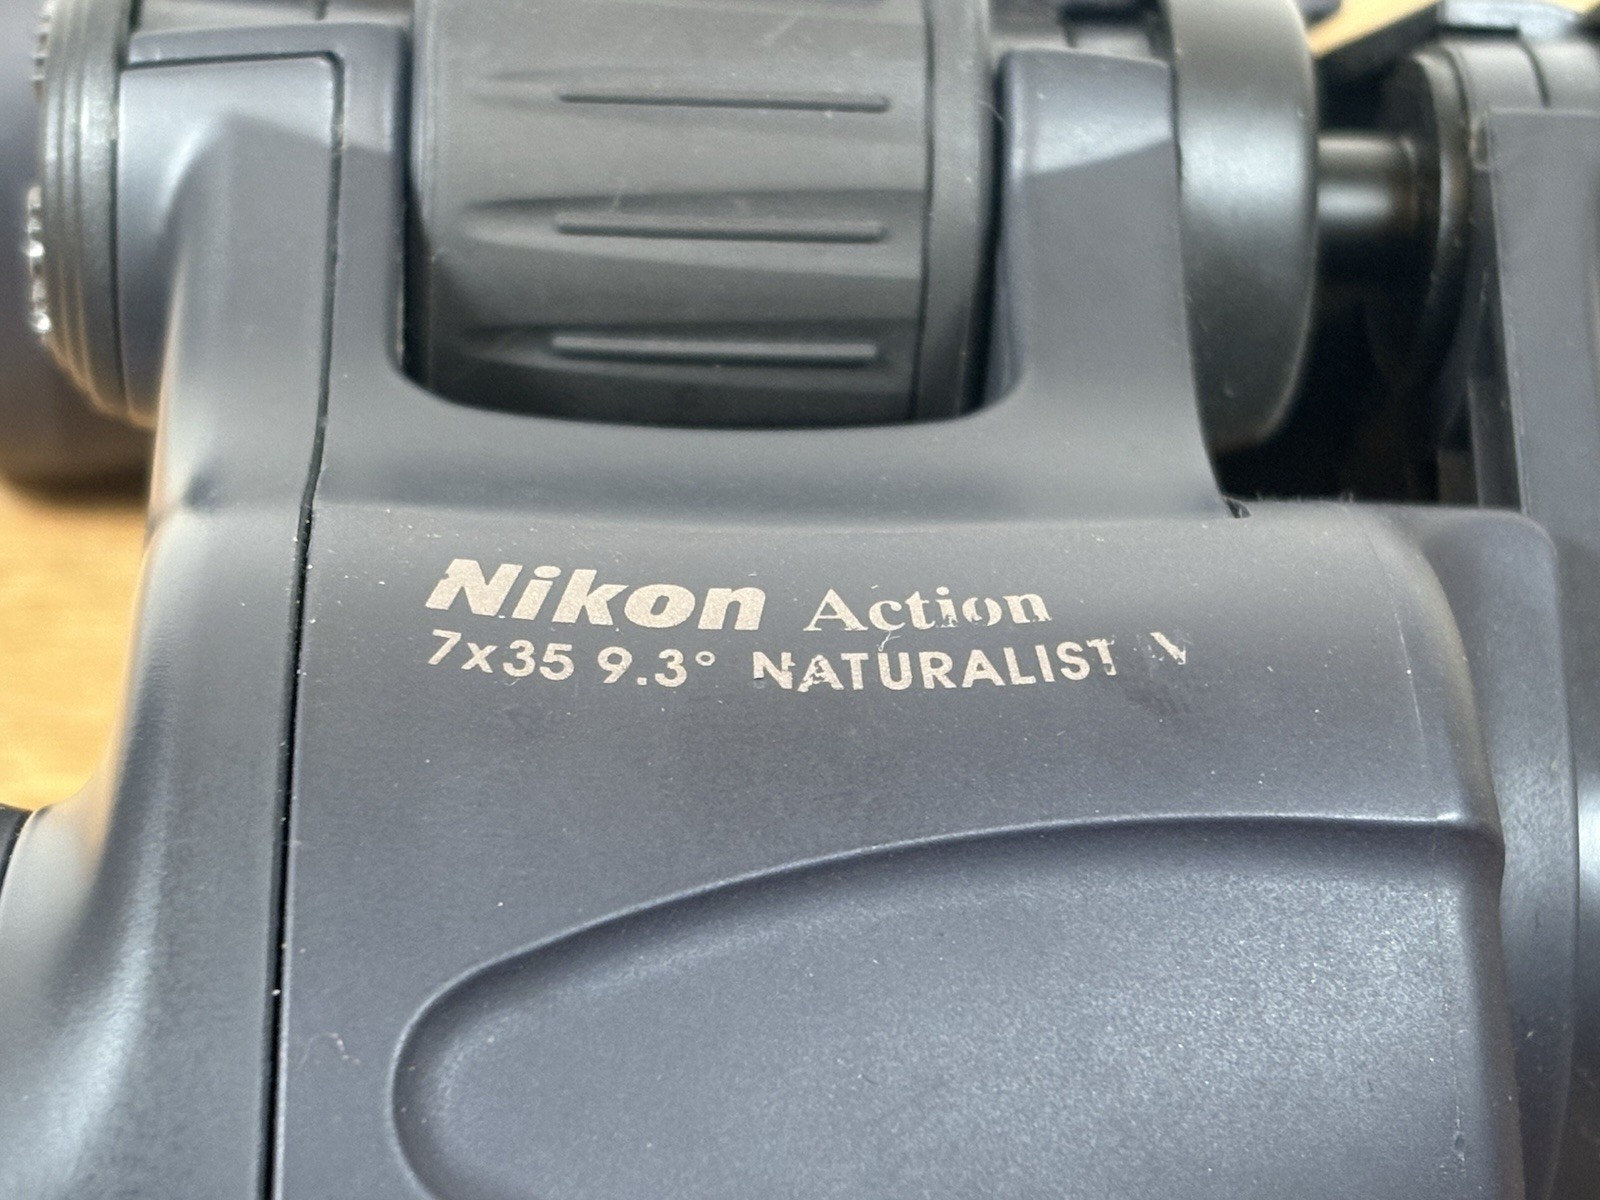 Nikon Action
7x35 9.3° NATURALIST